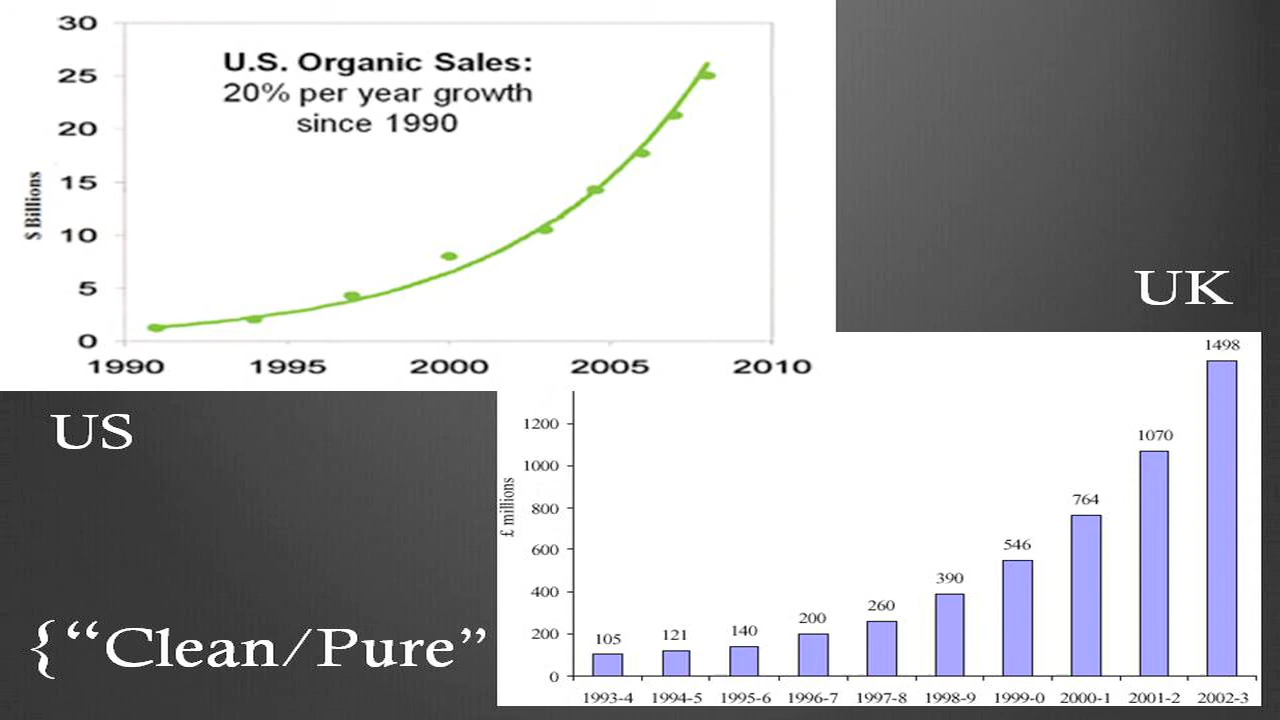 30
U.S. Organic Sales:
25
20% per year growth
since 1990
20
15
$ Billions
10
5
0
1990 1995 2000 2005 2010
UK
US
{“Clean/Pure”
1498
1200
1070
1000
£ millions
800
764
600
546
400
390
260
200
200
105 121 140
0
1993-4 1994-5 1995-6 1996-7 1997-8 1998-9 1999-0 2000-1 2001-2 2002-3